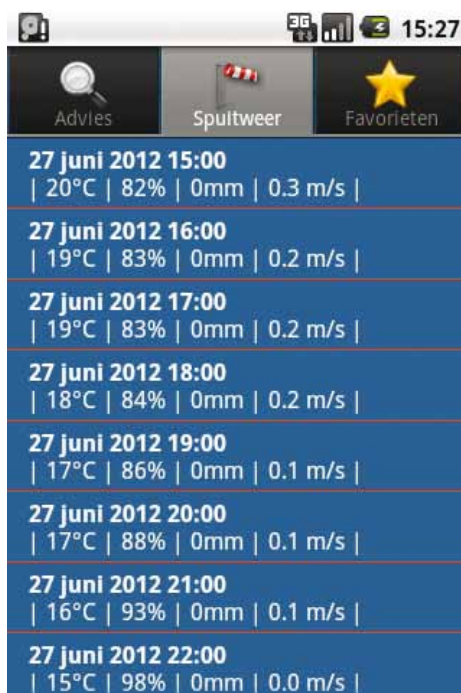 3G 15:27
Advies Spuitweer Favorieten
27 juni 2012 15:00
| 20°C | 82% | 0mm | 0.3 m/s |
27 juni 2012 16:00
| 19°C | 83% | 0mm | 0.2 m/s |
27 juni 2012 17:00
| 19°C | 83% | 0mm | 0.2 m/s |
27 juni 2012 18:00
| 18°C | 84% | 0mm | 0.2 m/s |
27 juni 2012 19:00
| 17°C | 86% | 0mm | 0.1 m/s |
27 juni 2012 20:00
| 17°C | 88% | 0mm | 0.1 m/s |
27 juni 2012 21:00
| 16°C | 93% | 0mm | 0.1 m/s |
27 juni 2012 22:00
| 15°C | 98% | 0mm | 0.0 m/s |